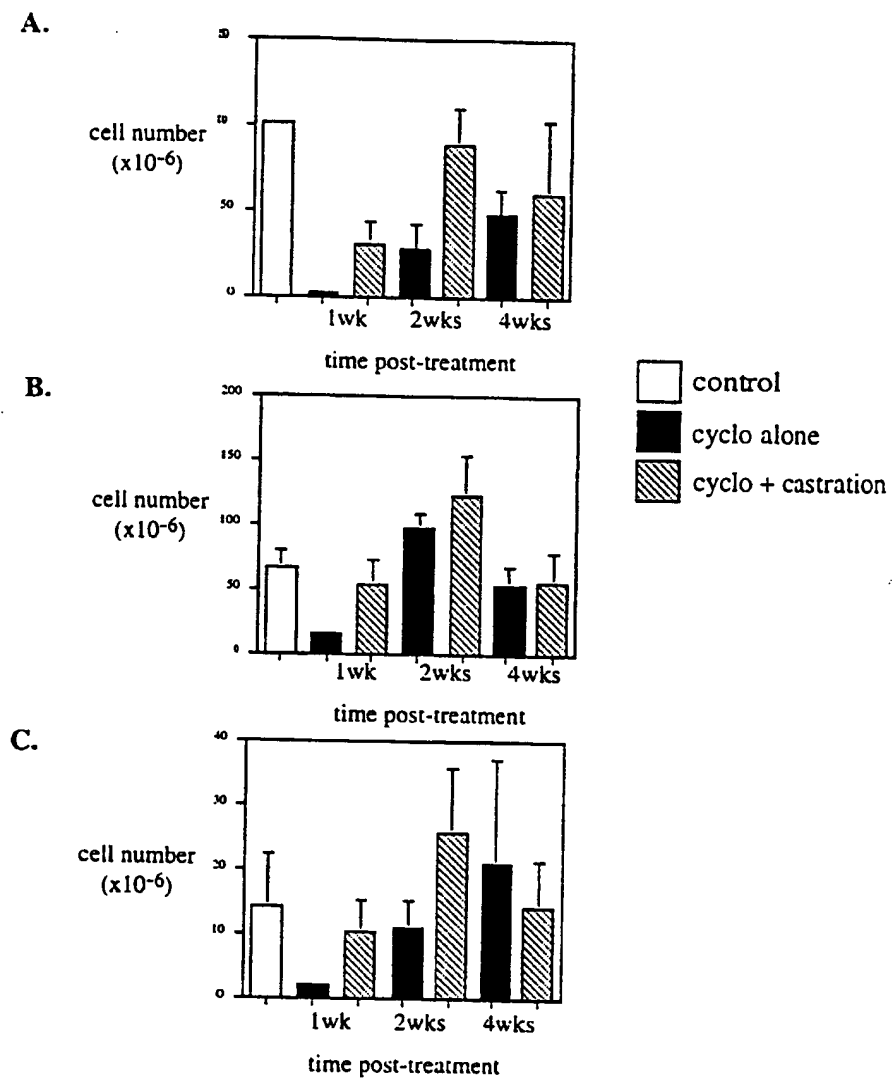 A.
cell number
(x10-6)
50
0
1wk 2wks 4wks
time post-treatment
B.
200
150
cell number
(x10-6)
100
50
0
1wk 2wks 4wks
time post-treatment
control
cyclo alone
cyclo + castration
C.
40
30
cell number
(x10-6)
20
10
0
1wk 2wks 4wks
time post-treatment